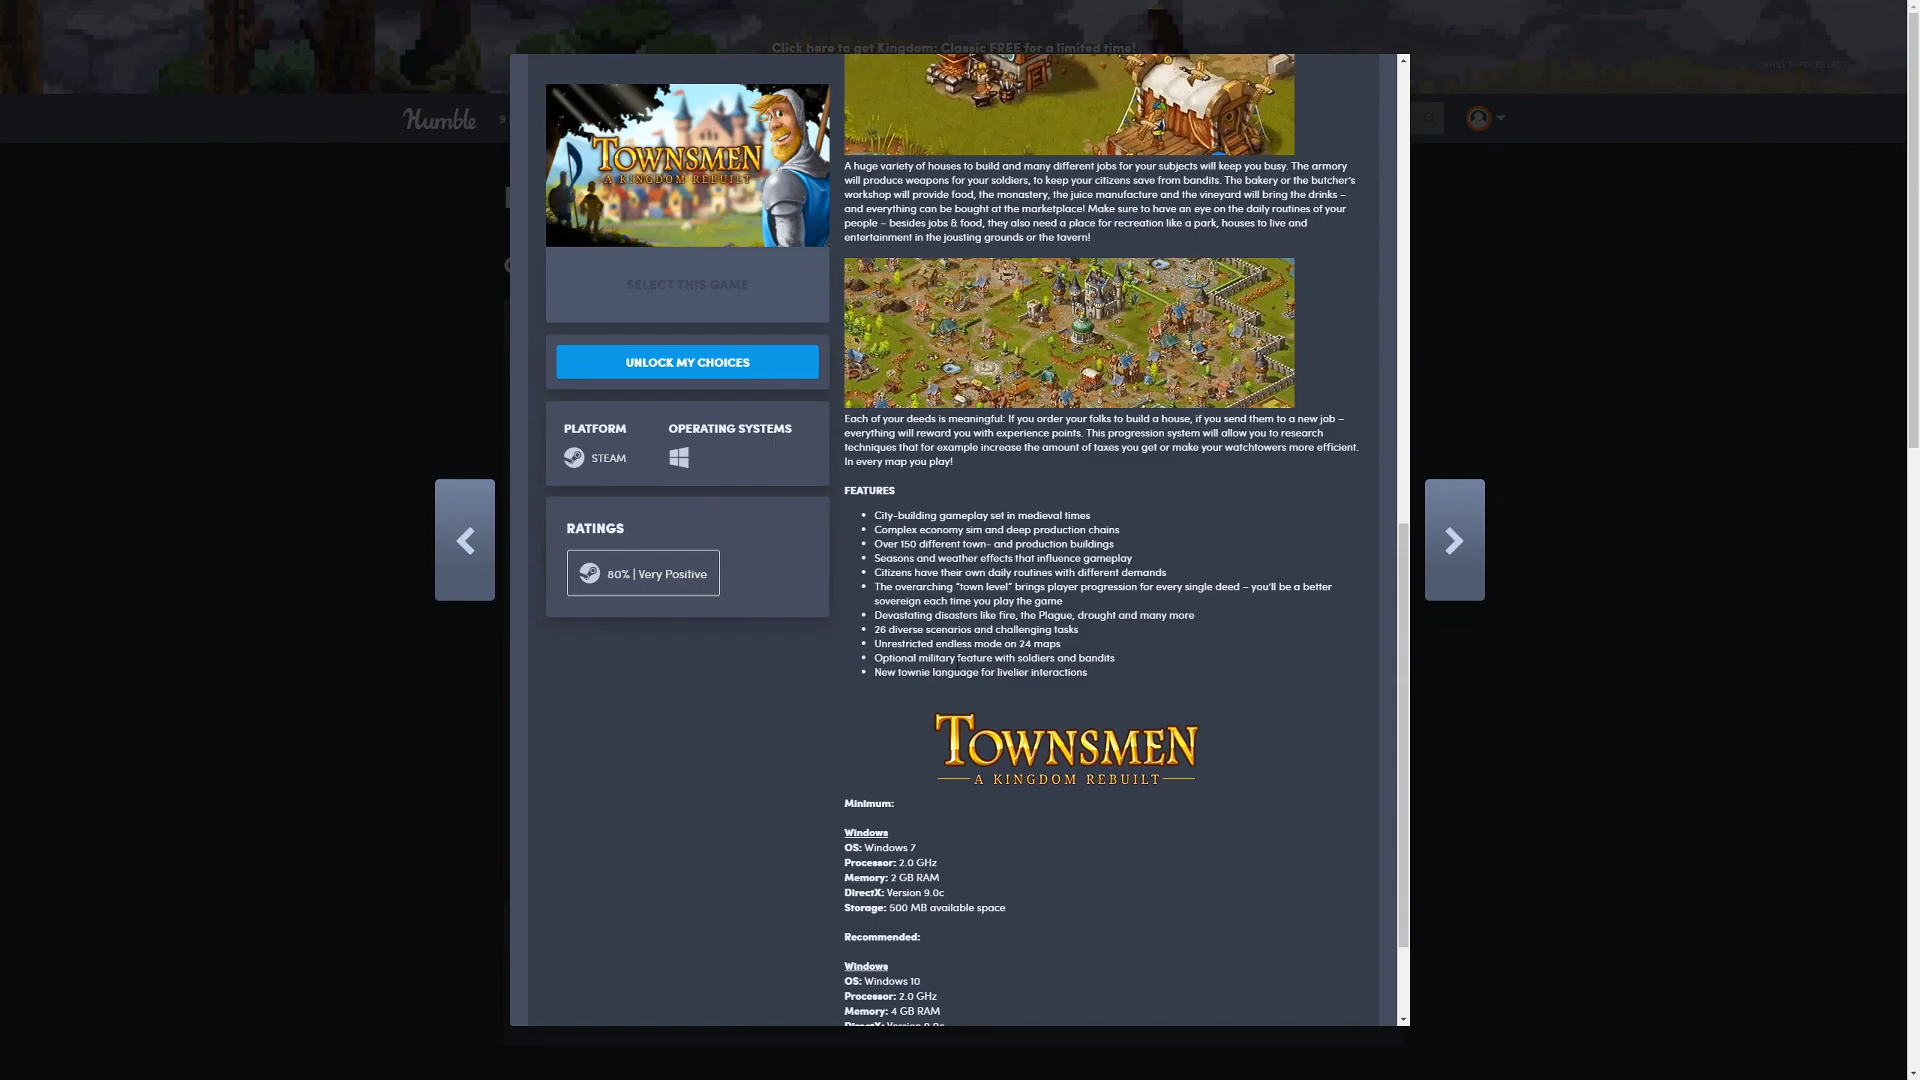 Click here to get Kingdom: Classic FREE for a limited time!
WHILE SUPPLIES LAST
Humble
9
TOWNSMEN
A KINGDOM REBUILT
SELECT THIS GAME
UNLOCK MY CHOICES
PLATFORM
OPERATING SYSTEMS
STEAM
RATINGS
80% | Very Positive
A huge variety of houses to build and many different jobs for your subjects will keep you busy. The armory
will produce weapons for your soldiers, to keep your citizens save from bandits. The bakery or the butcher's
workshop will provide food, the monastery, the juice manufacture and the vineyard will bring the drinks –
and everything can be bought at the marketplace! Make sure to have an eye on the daily routines of your
people – besides jobs & food, they also need a place for recreation like a park, houses to live and
entertainment in the jousting grounds or the tavern!
Each of your deeds is meaningful: If you order your folks to build a house, if you send them to a new job –
everything will reward you with experience points. This progression system will allow you to research
techniques that for example increase the amount of taxes you get or make your watchtowers more efficient.
In every map you play!
FEATURES
• City-building gameplay set in medieval times
• Complex economy sim and deep production chains
• Over 150 different town- and production buildings
• Seasons and weather effects that influence gameplay
• Citizens have their own daily routines with different demands
• The overarching “town level” brings player progression for every single deed – you'll be a better
sovereign each time you play the game
• Devastating disasters like fire, the Plague, drought and many more
• 26 diverse scenarios and challenging tasks
• Unrestricted endless mode on 24 maps
• Optional military feature with soldiers and bandits
• New townie language for livelier interactions
TOWNSMEN
A KINGDOM REBUILT
Minimum:
Windows
OS: Windows 7
Processor: 2.0 GHz
Memory: 2 GB RAM
DirectX: Version 9.0c
Storage: 500 MB available space
Recommended:
Windows
OS: Windows 10
Processor: 2.0 GHz
Memory: 4 GB RAM
DirectX: Version 9.0c